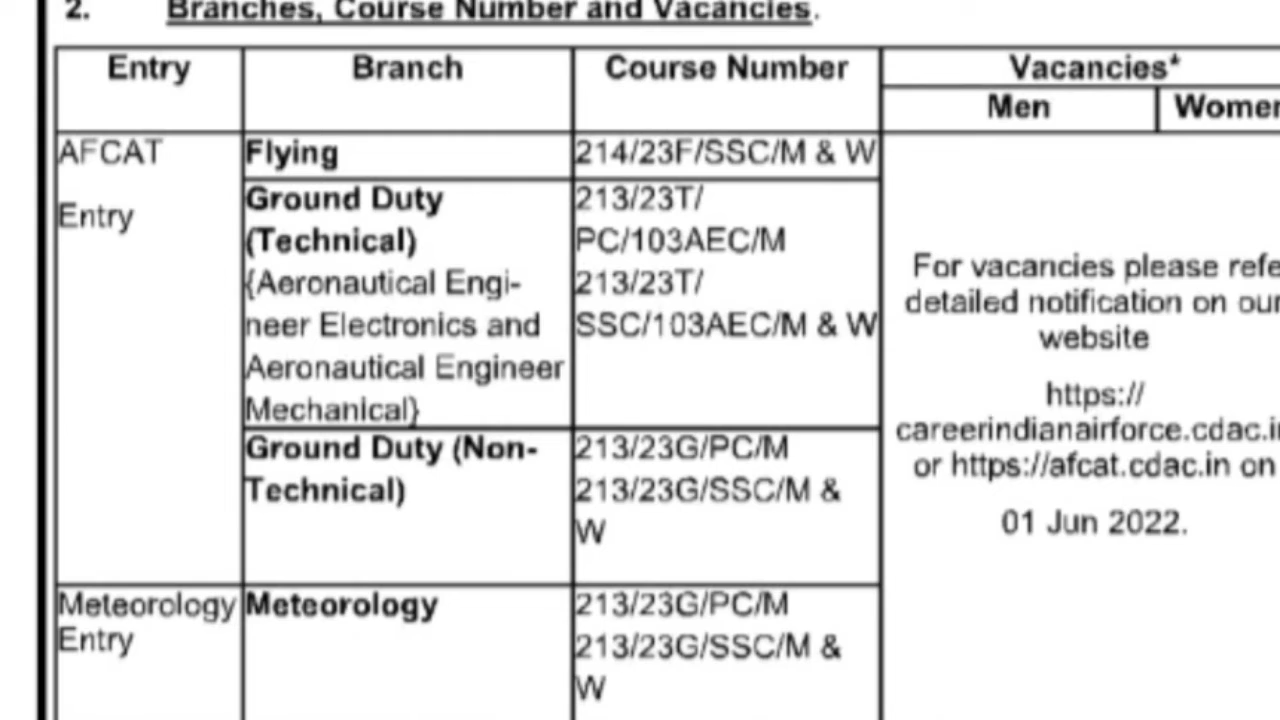 2. Branches, Course Number and Vacancies.
Entry
Branch
Course Number
Vacancies*
Men
AFCAT
Entry
Flying
214/23F/SSC/M & W
Ground Duty
(Technical)
{Aeronautical Engi-
neer Electronics and
Aeronautical Engineer
Mechanical}
213/23T/
PC/103AEC/M
213/23T/
SSC/103AEC/M & W
Ground Duty (Non-
Technical)
213/23G/PC/M
213/23G/SSC/M &
W
For vacancies please
detailed notification on our
website
https://
careerindianairforce.cdac.i
or https://afcat.cdac.in on
01 Jun 2022.
Meteorology
Entry
Meteorology
213/23G/PC/M
213/23G/SSC/M &
W